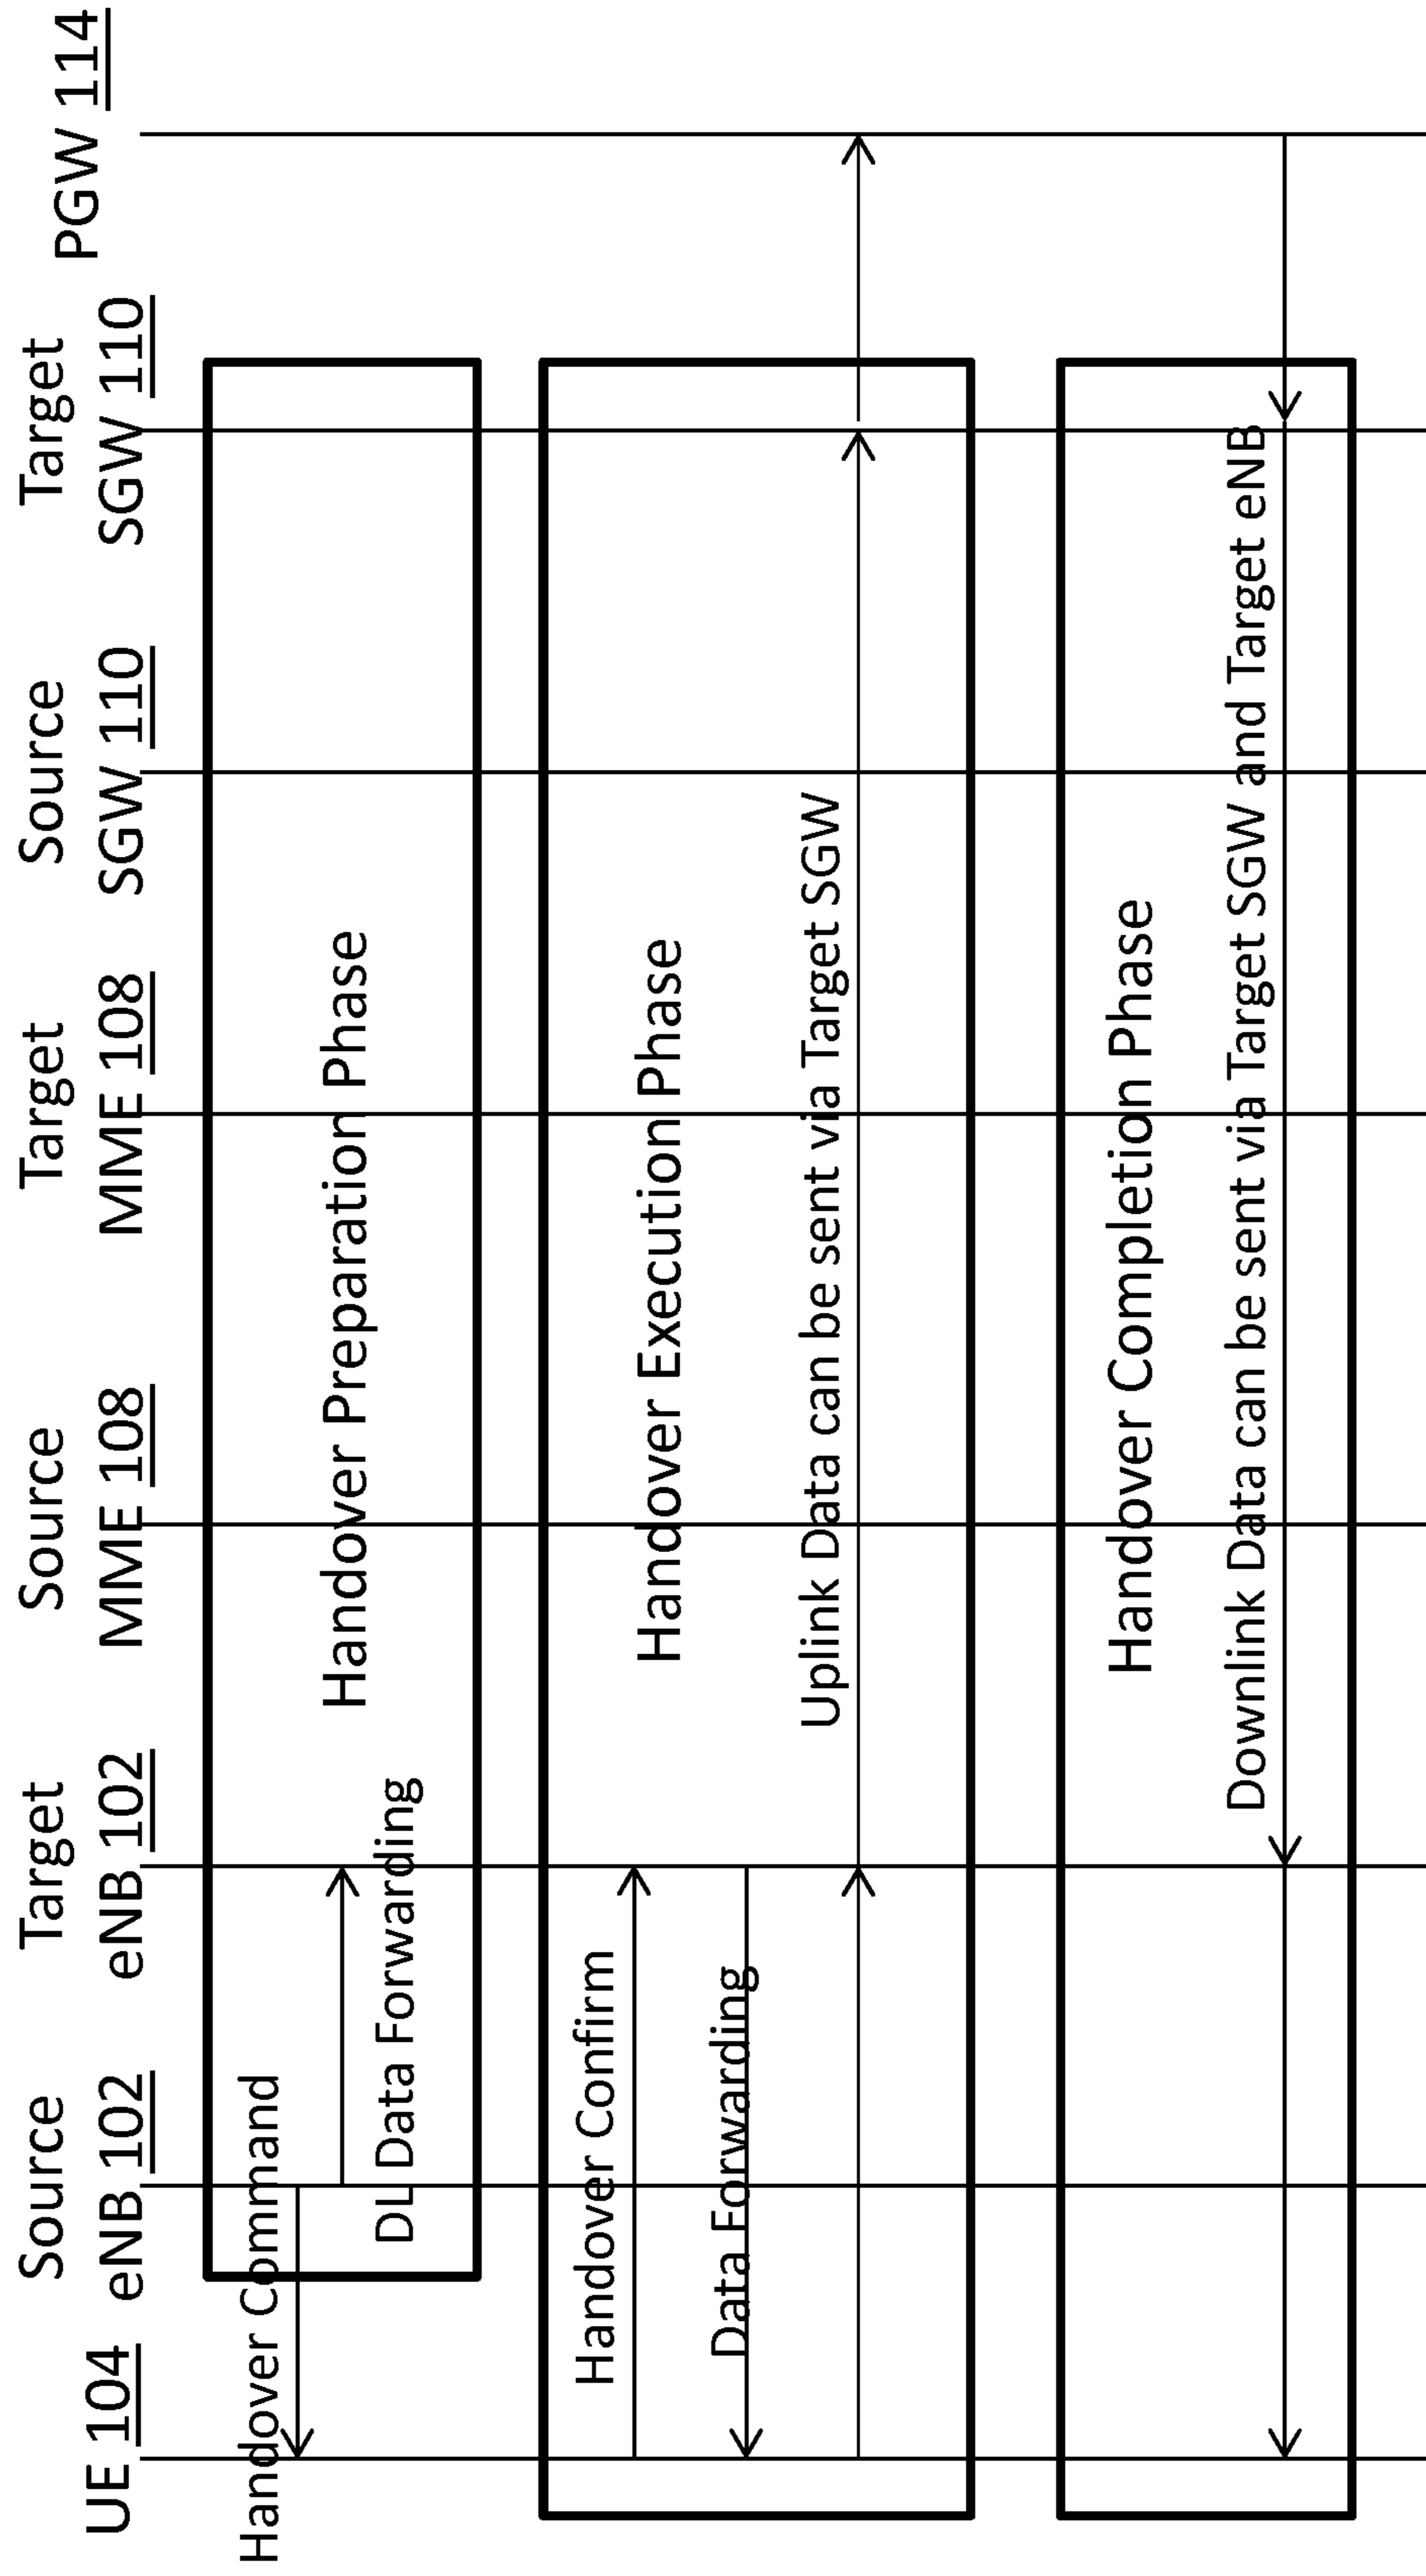 UE 104
Source
eNB 102
Target
eNB 102
Source
MME 108
Target
MME 108
Source
SGW 110
Target
SGW 110
PGW 114
Handover Command
Handover Preparation Phase
DL Data Forwarding
Handover Confirm
Handover Execution Phase
Data Forwarding
Uplink Data can be sent via Target SGW
Handover Completion Phase
Downlink Data can be sent via Target SGW and Target eNB